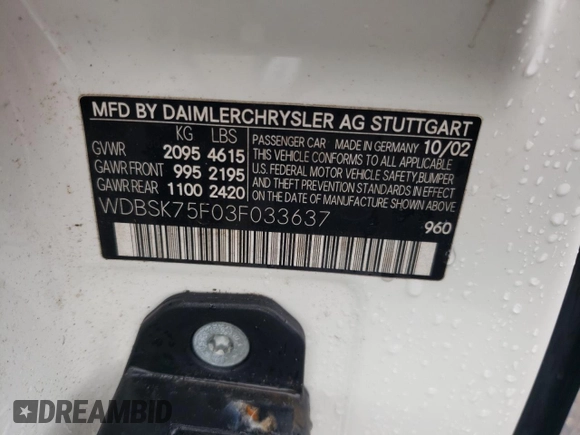 MFD BY DAIMLERCHRYSLER AG STUTTGART
KG LBS
GVWR 2095 4615
GAWR FRONT 995 2195
GAWR REAR 1100 2420
PASSENGER CAR MADE IN GERMANY 10/02
THIS VEHICLE CONFORMS TO ALL APPLICABLE
U.S. FEDERAL MOTOR VEHICLE SAFETY, BUMPER,
AND THEFT PREVENTION STANDARDS IN EFFECT
ON THE DATE OF MANUFACTURE SHOWN ABOVE
WDBSK75F03F033637
960
DREAMBID